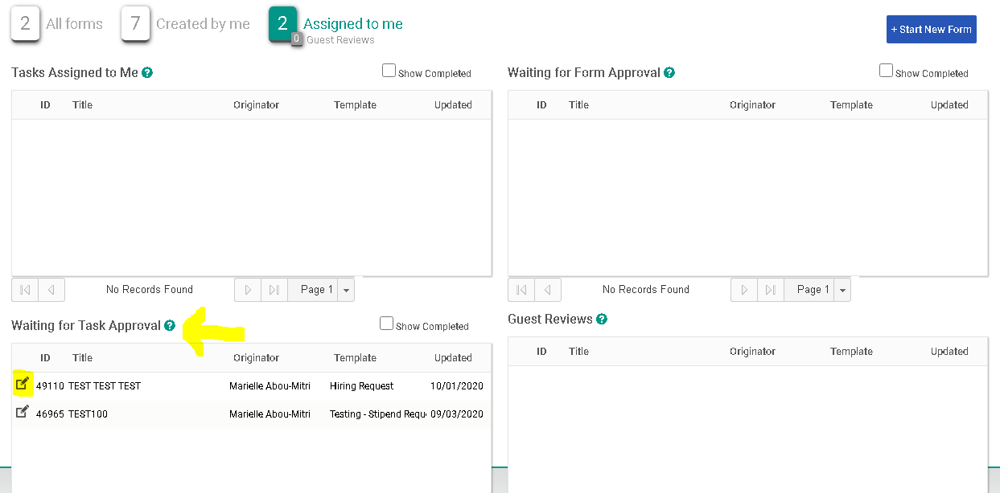 2 All forms 7 Created by me 2 Assigned to me
0 Guest Reviews
+ Start New Form
Tasks Assigned to Me ? Show Completed
ID Title Originator Template Updated
No Records Found Page 1
Waiting for Form Approval ? Show Completed
ID Title Originator Template Updated
No Records Found Page 1
Waiting for Task Approval ? Show Completed
ID Title Originator Template Updated
49110 TEST TEST TEST Marielle Abou-Mitri Hiring Request 10/01/2020
46965 TEST100 Marielle Abou-Mitri Testing - Stipend Requ 09/03/2020
Guest Reviews ?
ID Title Originator Template Updated